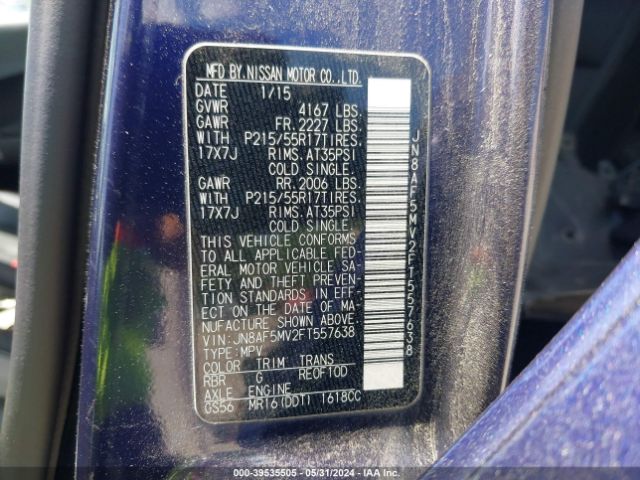 MFD BY.NISSAN MOTOR CO.,LTD.
DATE 1/15
GVWR 4167 LBS.
GAWR FR.2227 LBS.
WITH P215/55R17TIRES.
17X7J RIMS.AT35PSI
COLD SINGLE.
GAWR RR.2006 LBS.
WITH P215/55R17TIRES.
17X7J RIMS.AT35PSI
COLD SINGLE.
THIS VEHICLE CONFORMS
TO ALL APPLICABLE FED-
ERAL MOTOR VEHICLE SA-
FETY AND THEFT PREVEN-
TION STANDARDS IN EFF-
ECT ON THE DATE OF MA-
NUFACTURE SHOWN ABOVE
VIN:JN8AF5MV2FT557638
TYPE:MPV
COLOR TRIM TRANS
RBR G RE0F10D
AXLE ENGINE
GS56 MR16(DDT) 1618CC
JN8AF5MV2FT557638
000-39535505 - 05/31/2024 - IAA Inc.